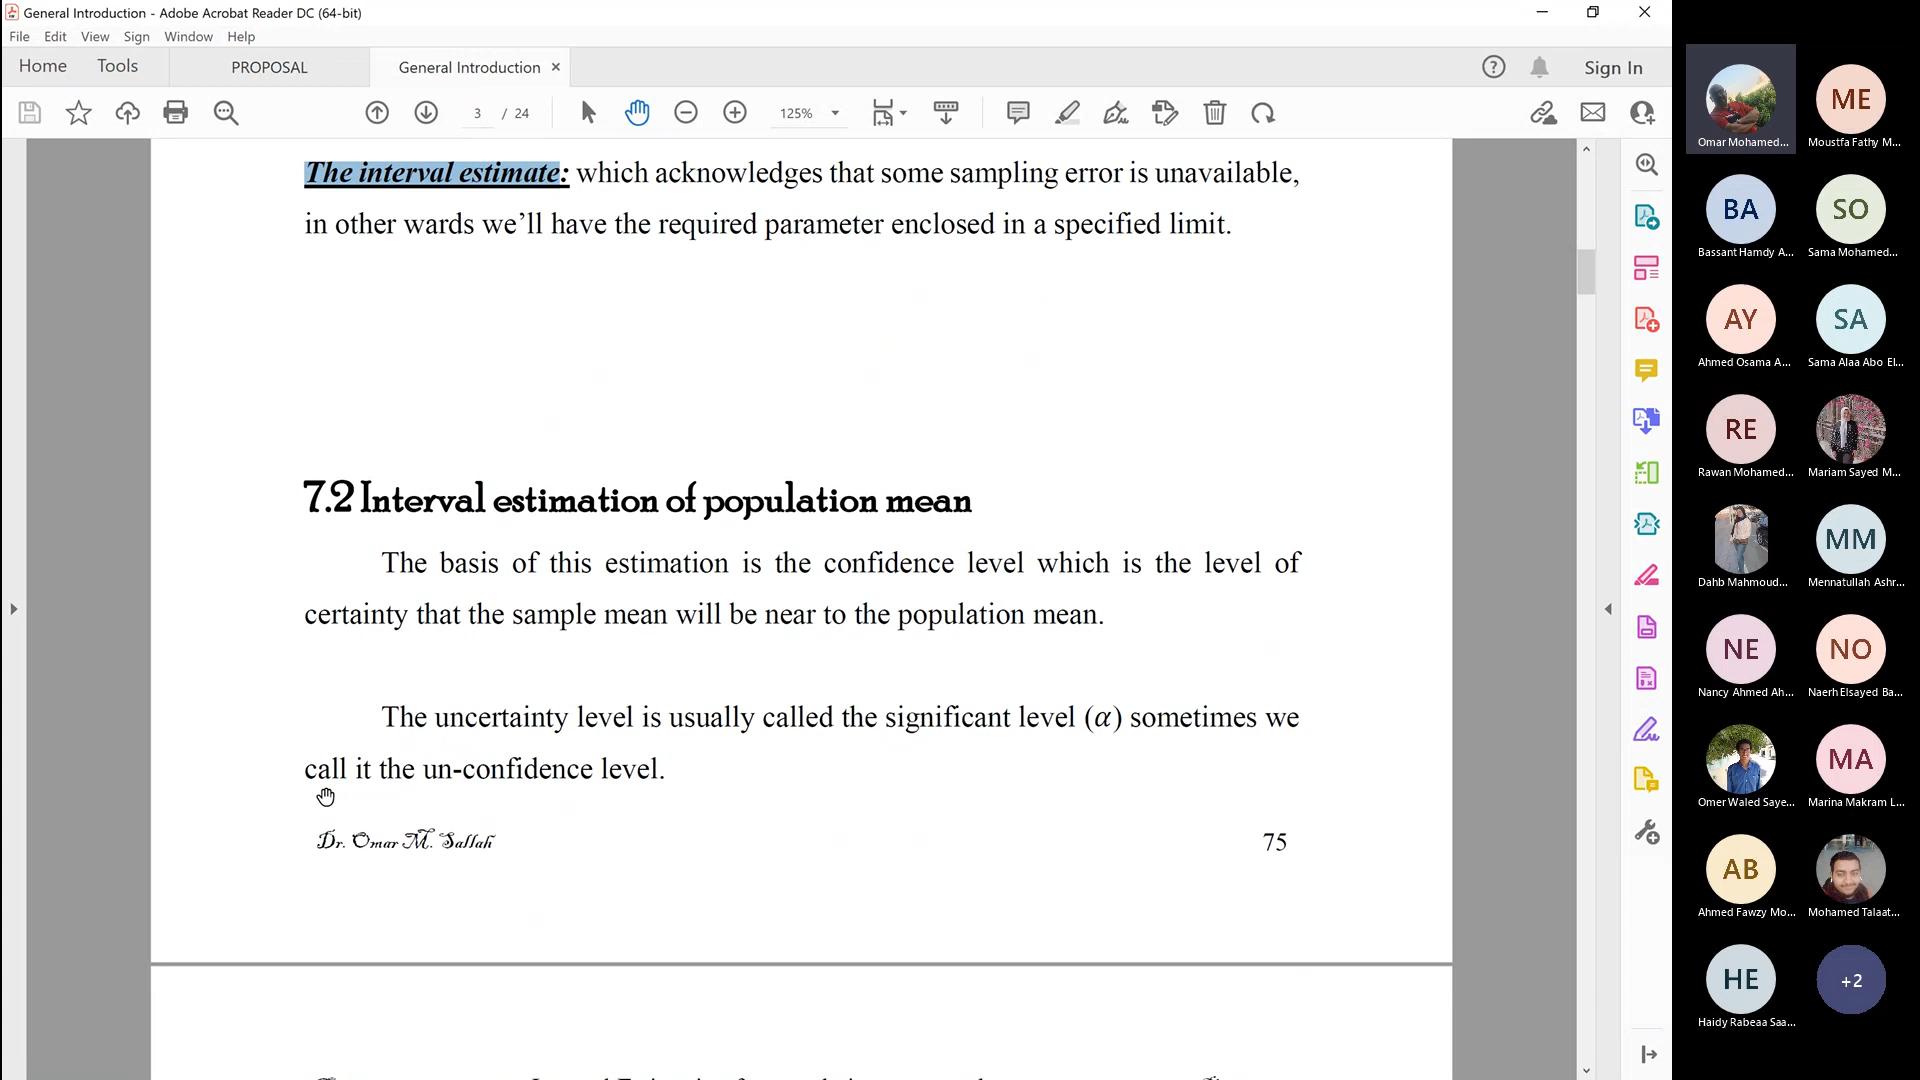 General Introduction - Adobe Acrobat Reader DC (64-bit)
File Edit View Sign Window Help
Home Tools PROPOSAL General Introduction × Sign In
3 / 24 125%
The interval estimate: which acknowledges that some sampling error is unavailable,
in other wards we’ll have the required parameter enclosed in a specified limit.
7.2 Interval estimation of population mean
The basis of this estimation is the confidence level which is the level of
certainty that the sample mean will be near to the population mean.
The uncertainty level is usually called the significant level (α) sometimes we
call it the un-confidence level.
Dr. Omar M. Sallah 75
ME
Omar Mohamed... Moustfa Fathy M...
BA SO
Bassant Hamdy A... Sama Mohamed...
AY SA
Ahmed Osama A... Sama Alaa Abo El...
RE
Rawan Mohamed... Mariam Sayed M...
MM
Dahb Mahmoud... Mennatullah Ashr...
NE NO
Nancy Ahmed Ah... Naerh Elsayed Ba...
MA
Omer Waled Saye... Marina Makram L...
AB
Ahmed Fawzy Mo... Mohamed Talaat...
HE +2
Haidy Rabeaa Saa...